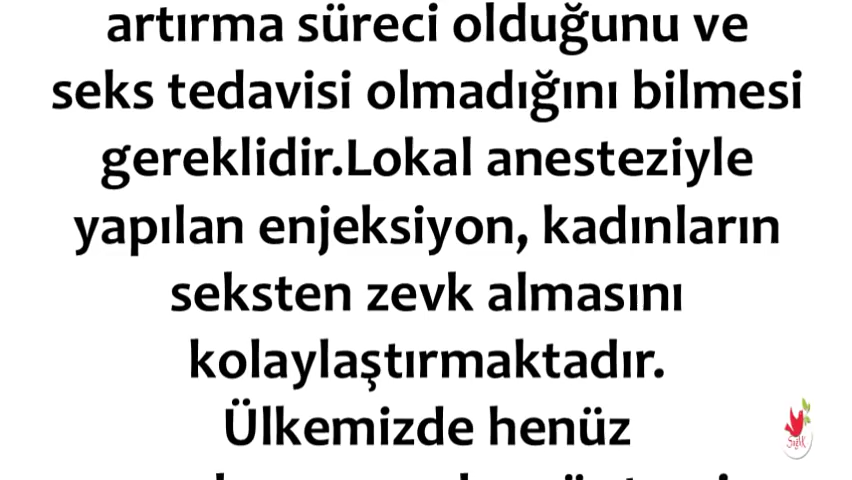 artırma süreci olduğunu ve
seks tedavisi olmadığını bilmesi
gereklidir.Lokal anesteziyle
yapılan enjeksiyon, kadınların
seksten zevk almasını
kolaylaştırmaktadır.
Ülkemizde henüz
Sağlık